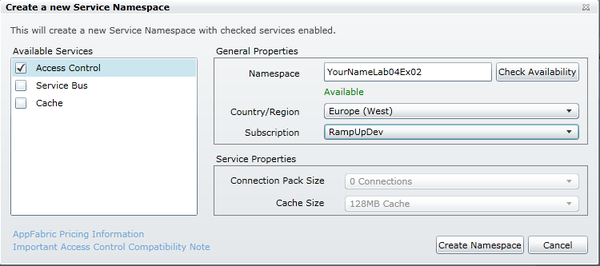 Create a new Service Namespace
This will create a new Service Namespace with checked services enabled.
Available Services
Access Control
Service Bus
Cache
General Properties
Namespace YourNameLab04Ex02 Check Availability
Available
Country/Region Europe (West)
Subscription RampUpDev
Service Properties
Connection Pack Size 0 Connections
Cache Size 128MB Cache
AppFabric Pricing Information
Important Access Control Compatibility Note
Create Namespace Cancel